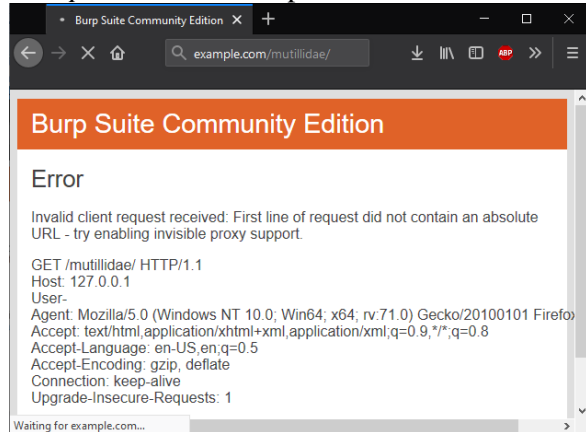 Burp Suite Community Edition
example.com/mutillidae/
ABP
Burp Suite Community Edition
Error
Invalid client request received: First line of request did not contain an absolute
URL - try enabling invisible proxy support.
GET /mutillidae/ HTTP/1.1
Host: 127.0.0.1
User-
Agent: Mozilla/5.0 (Windows NT 10.0; Win64; x64; rv:71.0) Gecko/20100101 Firefox
Accept: text/html,application/xhtml+xml,application/xml;q=0.9,*/*;q=0.8
Accept-Language: en-US,en;q=0.5
Accept-Encoding: gzip, deflate
Connection: keep-alive
Upgrade-Insecure-Requests: 1
Waiting for example.com...